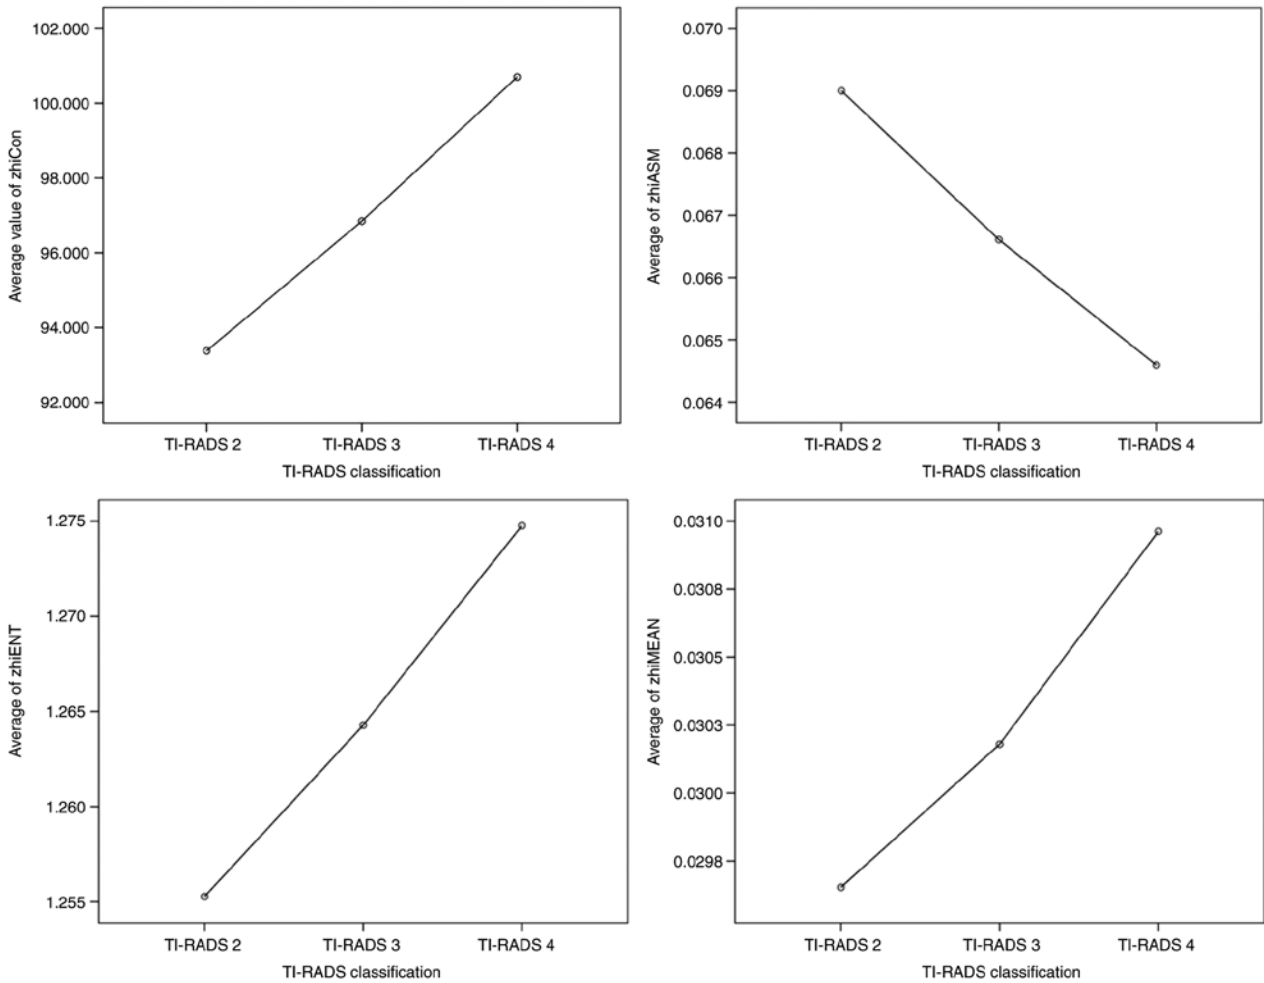 102.000
100.000
98.000
96.000
94.000
92.000
Average value of zhiCon
TI-RADS 2
TI-RADS 3
TI-RADS 4
TI-RADS classification
0.070
0.069
0.068
0.067
0.066
0.065
0.064
Average of zhiASM
TI-RADS 2
TI-RADS 3
TI-RADS 4
TI-RADS classification
1.275
1.270
1.265
1.260
1.255
Average of zhiENT
TI-RADS 2
TI-RADS 3
TI-RADS 4
TI-RADS classification
0.0310
0.0308
0.0305
0.0303
0.0300
0.0298
Average of zhiMEAN
TI-RADS 2
TI-RADS 3
TI-RADS 4
TI-RADS classification